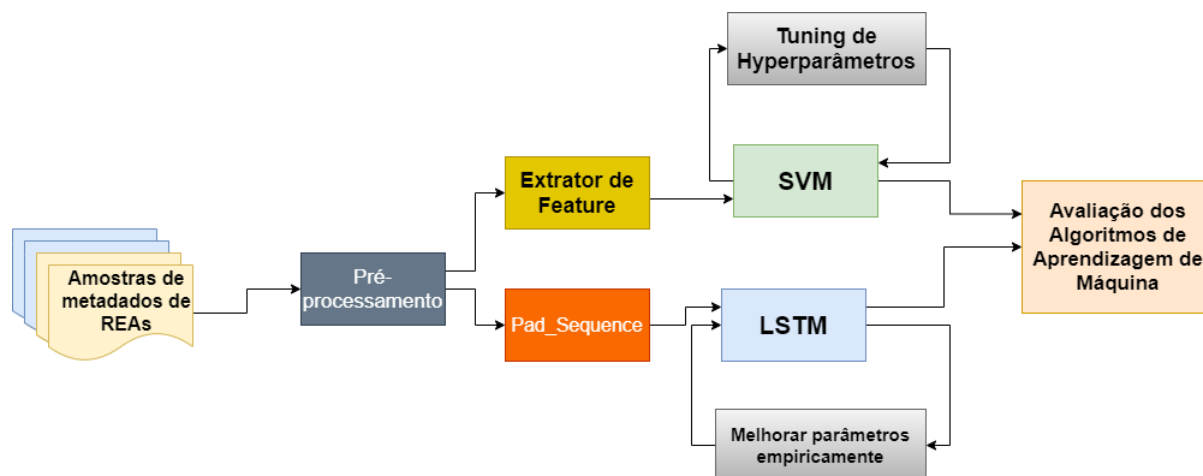 Tuning de
Hyperparâmetros
Extrator de
Feature
SVM
Amostras de
metadados de
REAs
Pré-
processamento
Pad_Sequence
LSTM
Avaliação dos
Algoritmos de
Aprendizagem de
Máquina
Melhorar parâmetros
empiricamente